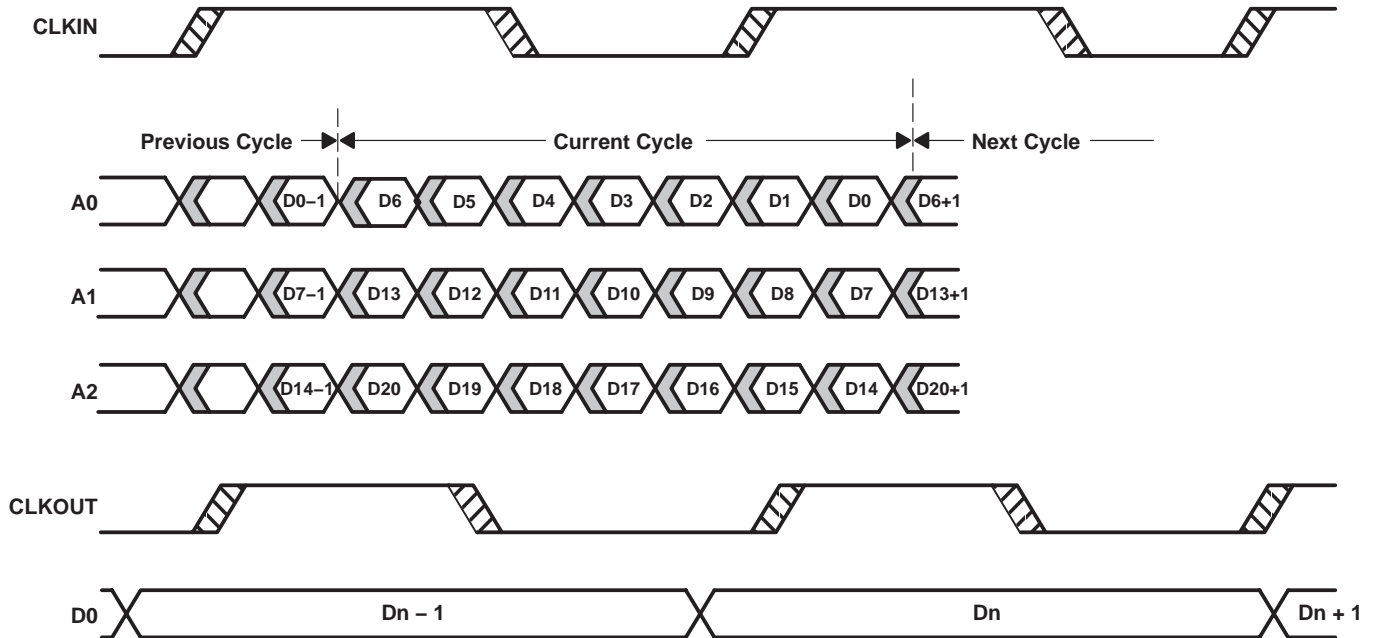 CLKIN
Previous Cycle
Current Cycle
Next Cycle
A0
D0–1
D6
D5
D4
D3
D2
D1
D0
D6+1
A1
D7–1
D13
D12
D11
D10
D9
D8
D7
D13+1
A2
D14–1
D20
D19
D18
D17
D16
D15
D14
D20+1
CLKOUT
D0
Dn – 1
Dn
Dn + 1